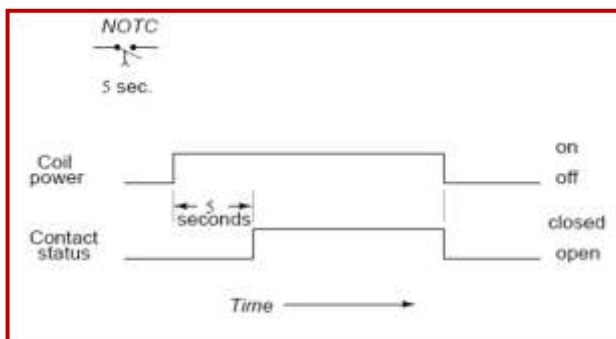 NOTC
5 sec.
Coil
power
on
off
5
seconds
Contact
status
closed
open
Time